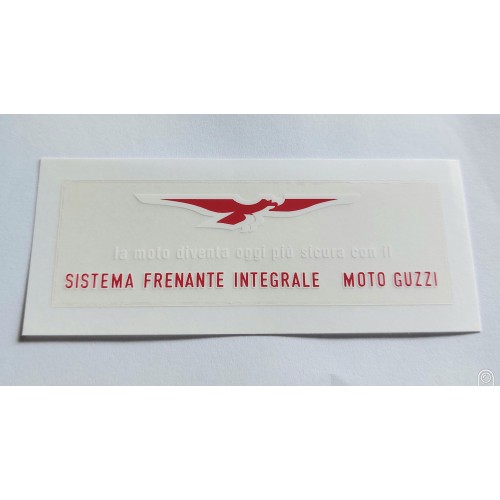 la moto diventa oggi più sicura con il
SISTEMA FRENANTE INTEGRALE MOTO GUZZI